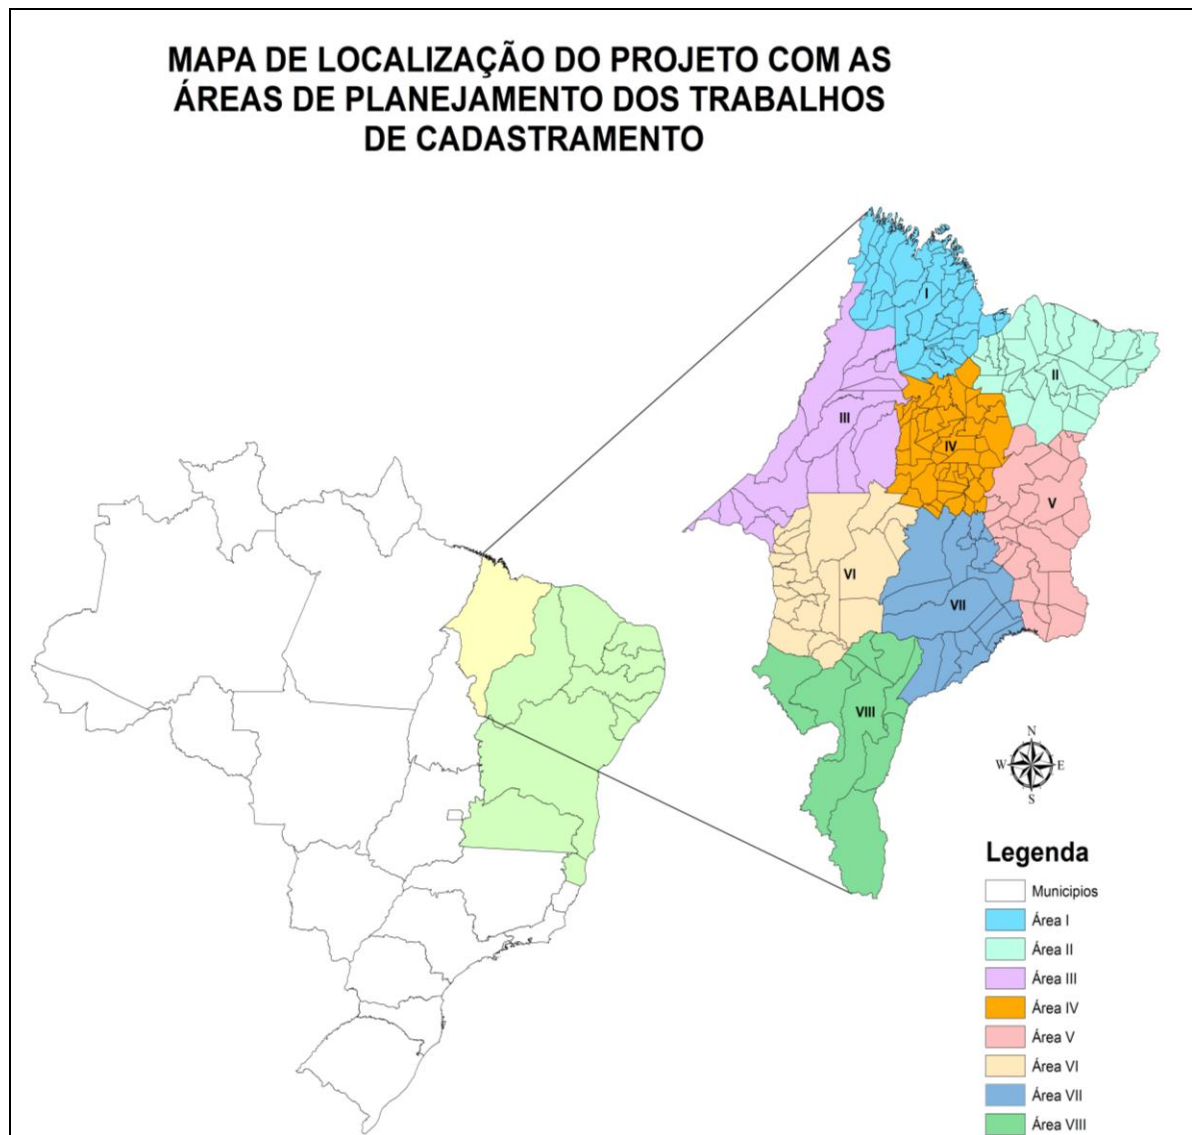 MAPA DE LOCALIZAÇÃO DO PROJETO COM AS
ÁREAS DE PLANEJAMENTO DOS TRABALHOS
DE CADASTRAMENTO
I
II
III
IV
V
VI
VII
VIII
N
W
E
S
Legenda
Municipios
Área I
Área II
Área III
Área IV
Área V
Área VI
Área VII
Área VIII